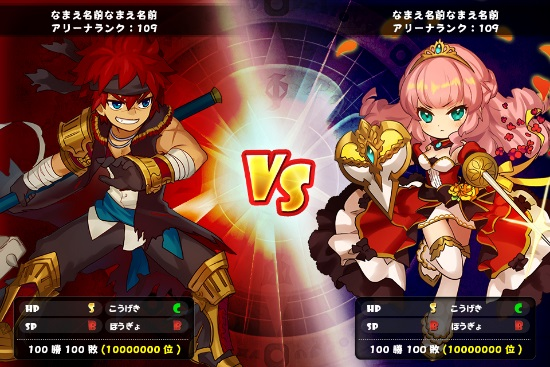 なまえ名前なまえ名前
アリーナランク：109
なまえ名前なまえ名前
アリーナランク：109
VS
HP S こうげき C
SP B ぼうぎょ B
100 勝 100 敗 (10000000 位)
HP S こうげき C
SP B ぼうぎょ B
100 勝 100 敗 (10000000 位)